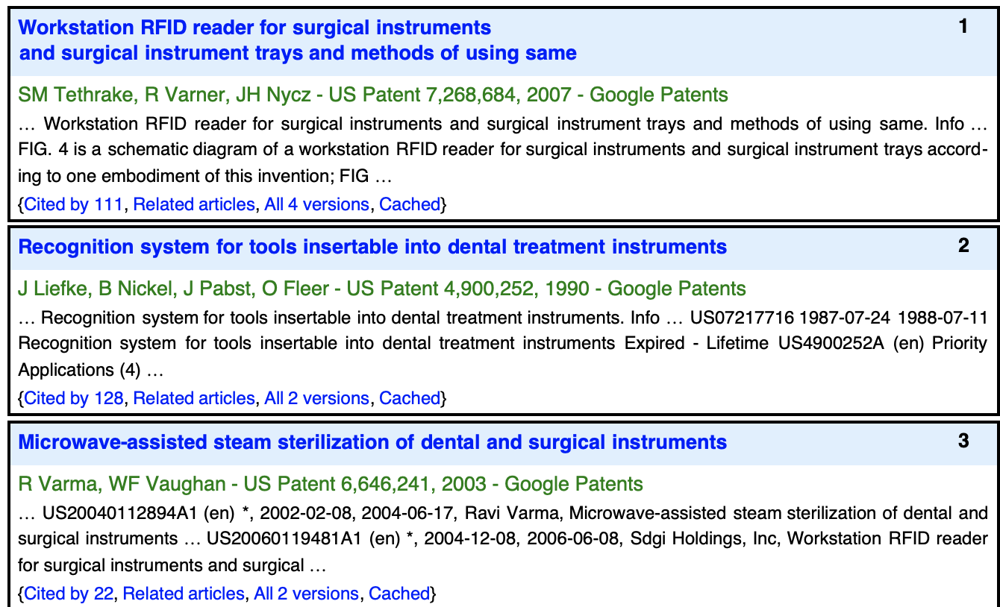 Workstation RFID reader for surgical instruments 1
and surgical instrument trays and methods of using same
SM Tethrake, R Varner, JH Nycz - US Patent 7,268,684, 2007 - Google Patents
… Workstation RFID reader for surgical instruments and surgical instrument trays and methods of using same. Info …
FIG. 4 is a schematic diagram of a workstation RFID reader for surgical instruments and surgical instrument trays accord-
ing to one embodiment of this invention; FIG …
{Cited by 111, Related articles, All 4 versions, Cached}
Recognition system for tools insertable into dental treatment instruments 2
J Liefke, B Nickel, J Pabst, O Fleer - US Patent 4,900,252, 1990 - Google Patents
… Recognition system for tools insertable into dental treatment instruments. Info … US07217716 1987-07-24 1988-07-11
Recognition system for tools insertable into dental treatment instruments Expired - Lifetime US4900252A (en) Priority
Applications (4) …
{Cited by 128, Related articles, All 2 versions, Cached}
Microwave-assisted steam sterilization of dental and surgical instruments 3
R Varma, WF Vaughan - US Patent 6,646,241, 2003 - Google Patents
… US20040112894A1 (en) *, 2002-02-08, 2004-06-17, Ravi Varma, Microwave-assisted steam sterilization of dental and
surgical instruments … US20060119481A1 (en) *, 2004-12-08, 2006-06-08, Sdgi Holdings, Inc, Workstation RFID reader
for surgical instruments and surgical …
{Cited by 22, Related articles, All 2 versions, Cached}